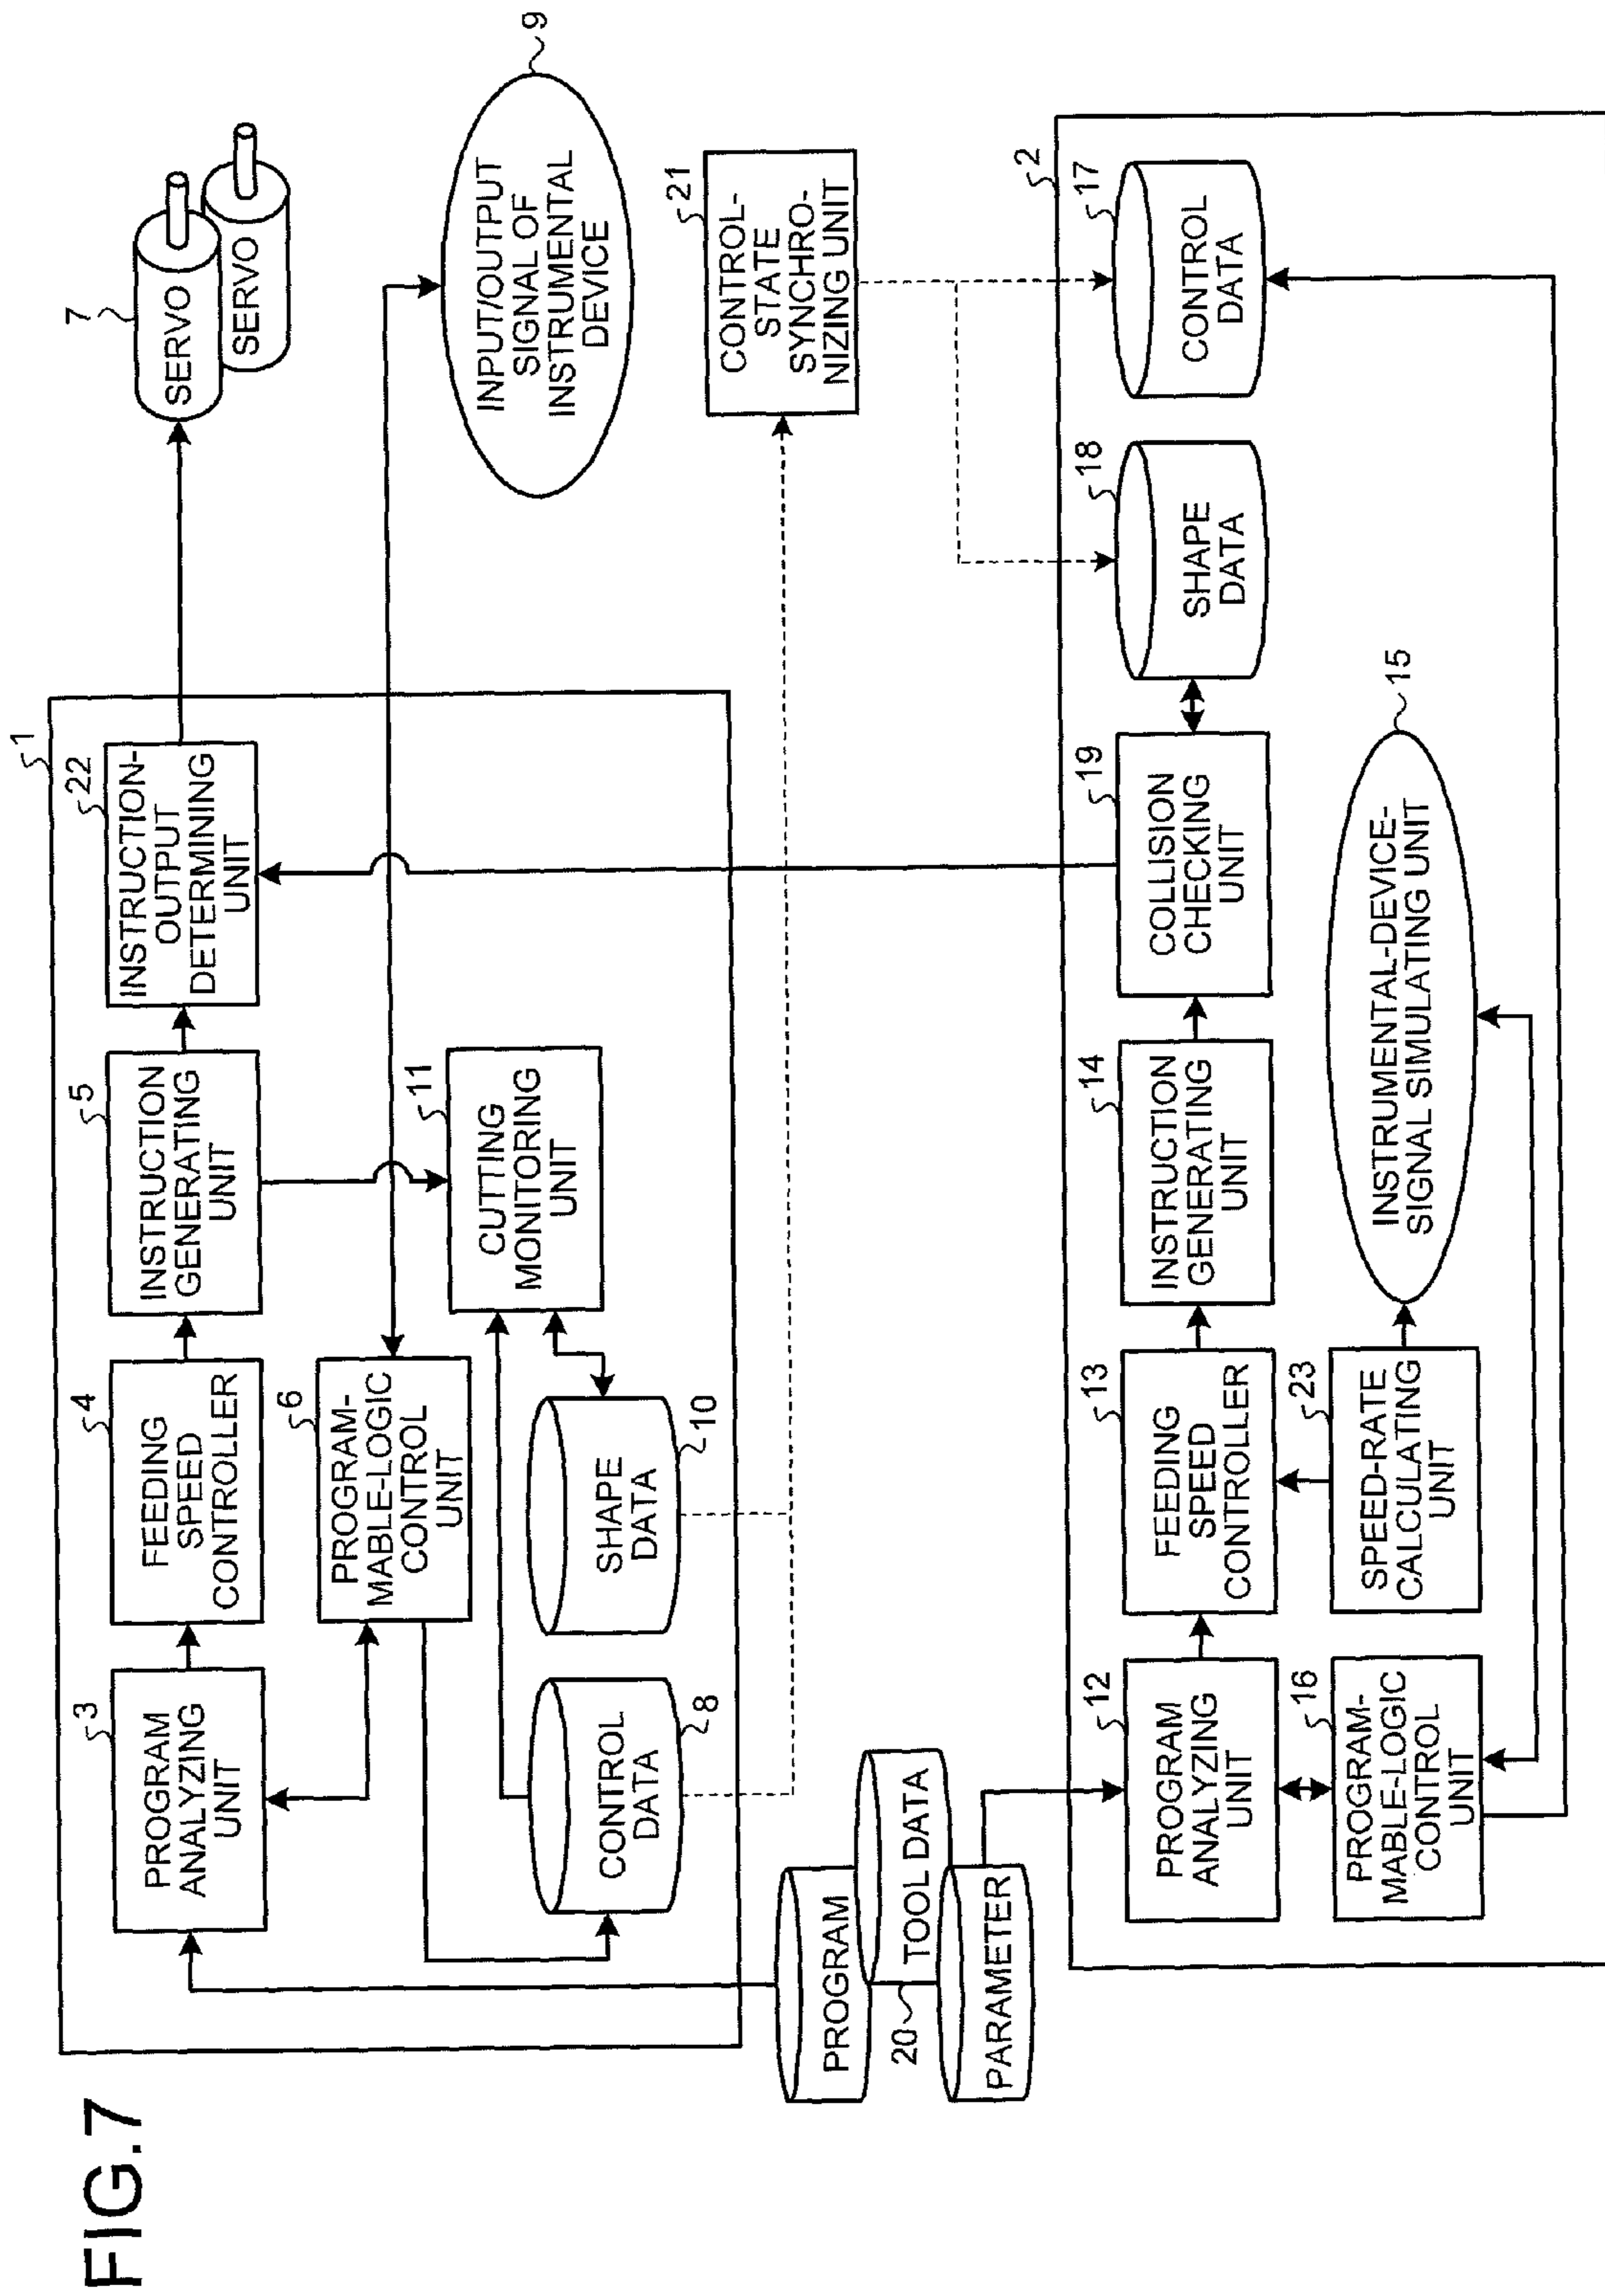 FIG.7
1
3
PROGRAM
ANALYZING
UNIT
4
FEEDING
SPEED
CONTROLLER
5
INSTRUCTION
GENERATING
UNIT
22
INSTRUCTION-
OUTPUT
DETERMINING
UNIT
7
SERVO
SERVO
6
PROGRAM-
MABLE-LOGIC
CONTROL
UNIT
11
CUTTING
MONITORING
UNIT
9
INPUT/OUTPUT
SIGNAL OF
INSTRUMENTAL
DEVICE
CONTROL
DATA
8
SHAPE
DATA
10
21
CONTROL-
STATE
SYNCHRO-
NIZING UNIT
PROGRAM
TOOL DATA
20
PARAMETER
2
12
PROGRAM
ANALYZING
UNIT
13
FEEDING
SPEED
CONTROLLER
14
INSTRUCTION
GENERATING
UNIT
19
COLLISION
CHECKING
UNIT
18
SHAPE
DATA
17
CONTROL
DATA
16
PROGRAM-
MABLE-LOGIC
CONTROL
UNIT
23
SPEED-RATE
CALCULATING
UNIT
15
INSTRUMENTAL-DEVICE-
SIGNAL SIMULATING UNIT